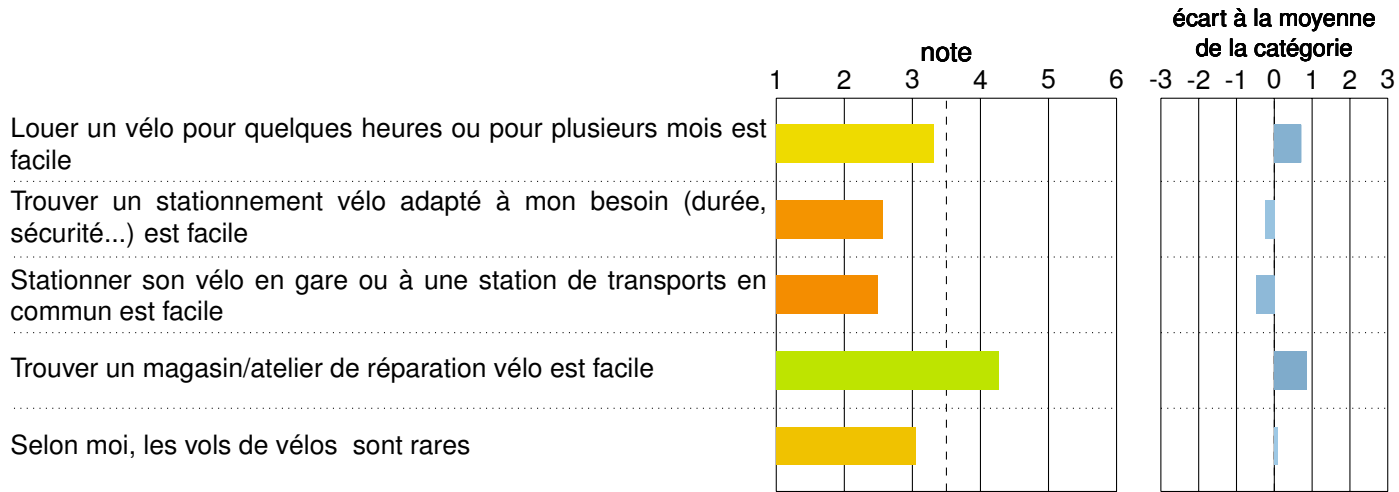 écart à la moyenne
note de la catégorie
1 2 3 4 5 6 -3 -2 -1 0 1 2 3
Louer un vélo pour quelques heures ou pour plusieurs mois est
facile
Trouver un stationnement vélo adapté à mon besoin (durée,
sécurité...) est facile
Stationner son vélo en gare ou à une station de transports en
commun est facile
Trouver un magasin/atelier de réparation vélo est facile
Selon moi, les vols de vélos sont rares